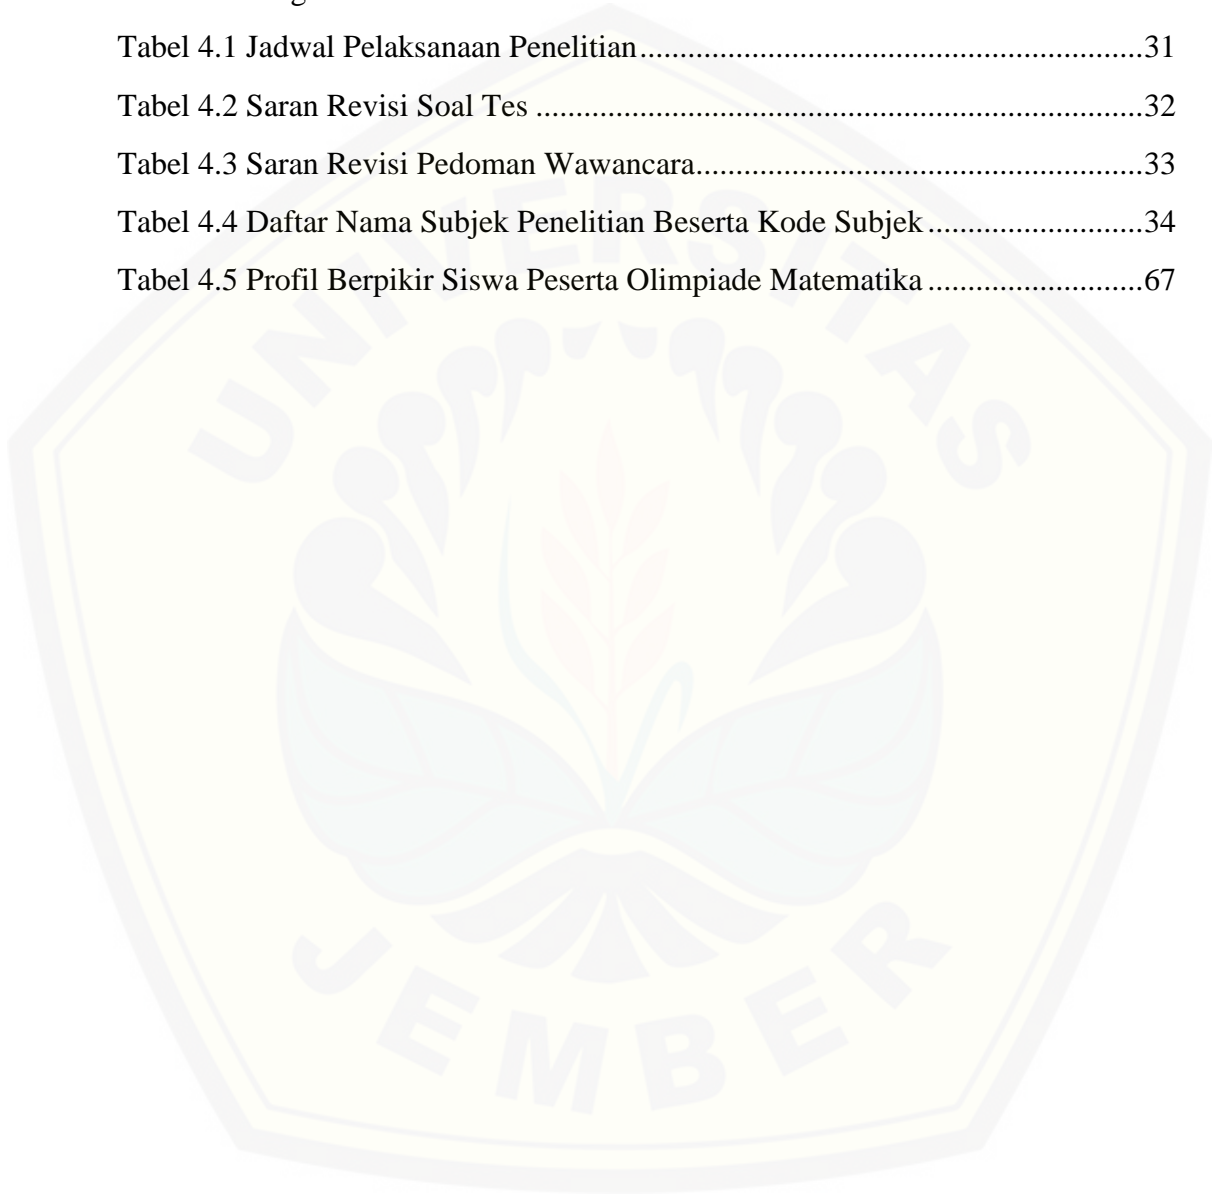 Tabel 4.1 Jadwal Pelaksanaan Penelitian................................................................31
Tabel 4.2 Saran Revisi Soal Tes .............................................................................32
Tabel 4.3 Saran Revisi Pedoman Wawancara.........................................................33
Tabel 4.4 Daftar Nama Subjek Penelitian Beserta Kode Subjek ...........................34
Tabel 4.5 Profil Berpikir Siswa Peserta Olimpiade Matematika ...........................67
UNIVERSITAS
JEMBER